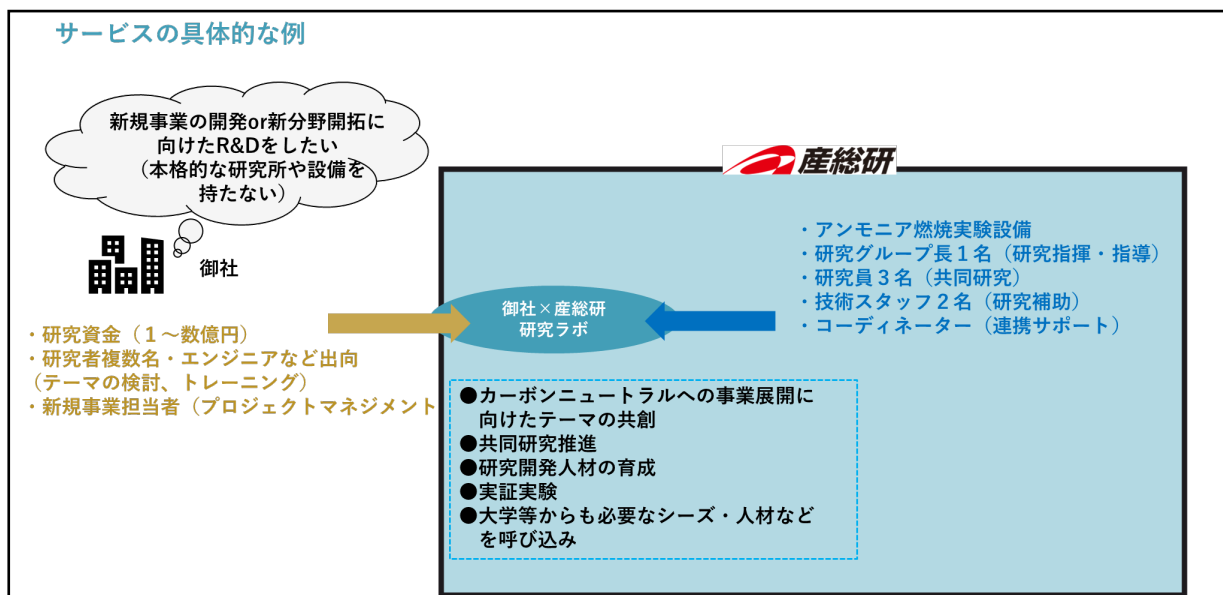 サービスの具体的な例
新規事業の開発or新分野開拓に
向けたR&Dをしたい
（本格的な研究所や設備を
持たない）
御社
・研究資金（１～数億円）
・研究者複数名・エンジニアなど出向
（テーマの検討、トレーニング）
・新規事業担当者（プロジェクトマネジメント
産総研
・アンモニア燃焼実験設備
・研究グループ長１名（研究指揮・指導）
・研究員３名（共同研究）
・技術スタッフ２名（研究補助）
・コーディネーター（連携サポート）
御社×産総研
研究ラボ
●カーボンニュートラルへの事業展開に
向けたテーマの共創
●共同研究推進
●研究開発人材の育成
●実証実験
●大学等からも必要なシーズ・人材など
を呼び込み